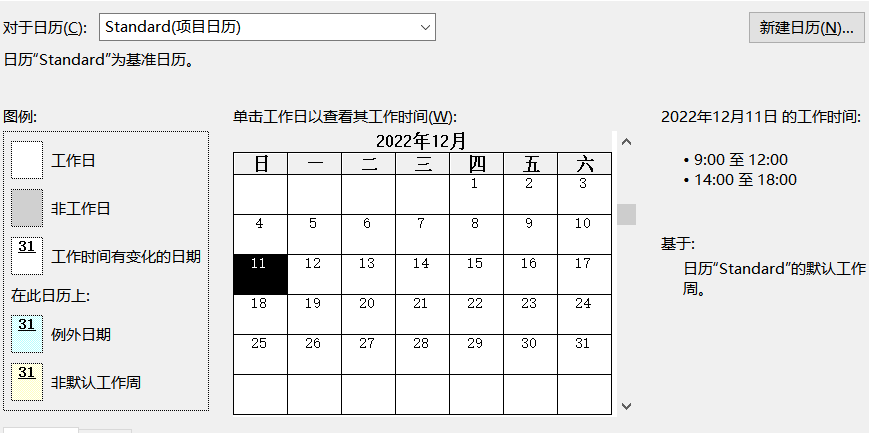 对于日历(C): Standard(项目日历) 新建日历(N)...
日历“Standard”为基准日历。
图例:
工作日
非工作日
31 工作时间有变化的日期
在此日历上:
31 例外日期
31 非默认工作周
单击工作日以查看其工作时间(W):
2022年12月
日 一 二 三 四 五 六
1 2 3
4 5 6 7 8 9 10
11 12 13 14 15 16 17
18 19 20 21 22 23 24
25 26 27 28 29 30 31
2022年12月11日 的工作时间:
• 9:00 至 12:00
• 14:00 至 18:00
基于:
日历“Standard”的默认工作
周。